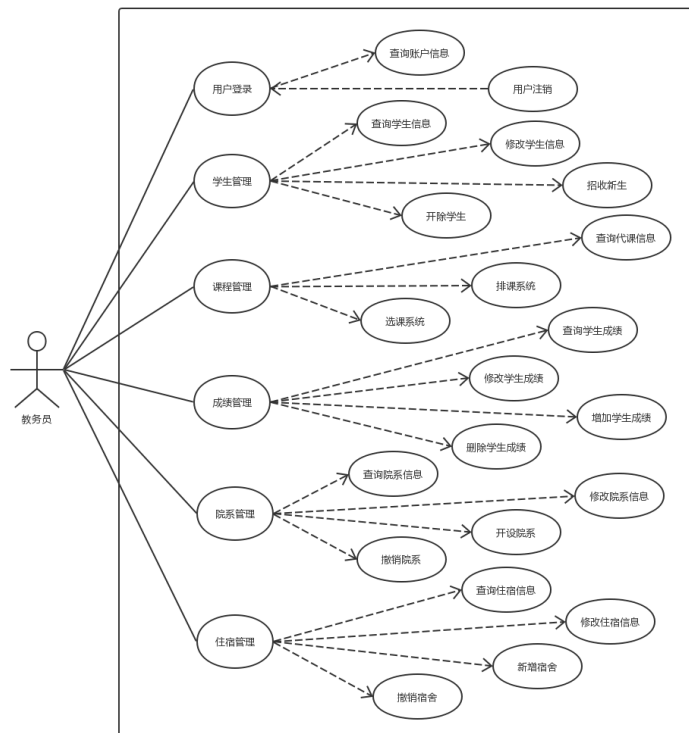 查询账户信息
用户登录
用户注销
查询学生信息
修改学生信息
学生管理
招收新生
开除学生
查询代课信息
课程管理
排课系统
选课系统
查询学生成绩
修改学生成绩
成绩管理
增加学生成绩
教务员
删除学生成绩
查询院系信息
修改院系信息
院系管理
开设院系
撤销院系
查询住宿信息
修改住宿信息
住宿管理
新增宿舍
撤销宿舍